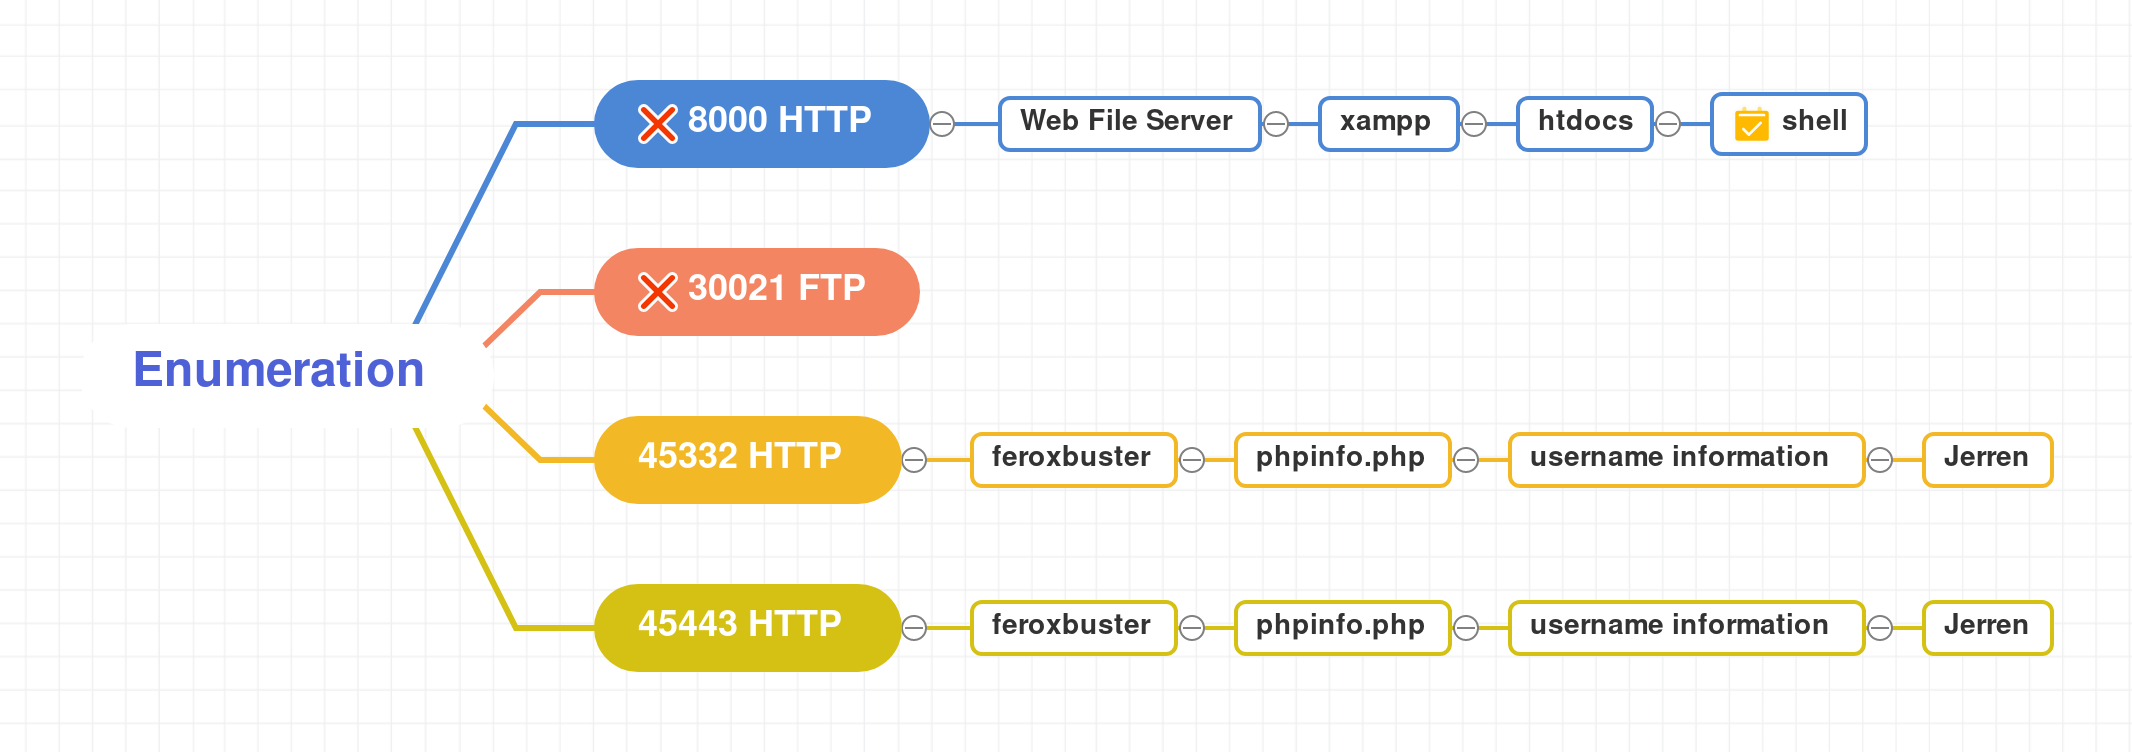 8000 HTTP
Web File Server
xampp
htdocs
shell
30021 FTP
Enumeration
45332 HTTP
feroxbuster
phpinfo.php
username information
Jerren
45443 HTTP
feroxbuster
phpinfo.php
username information
Jerren